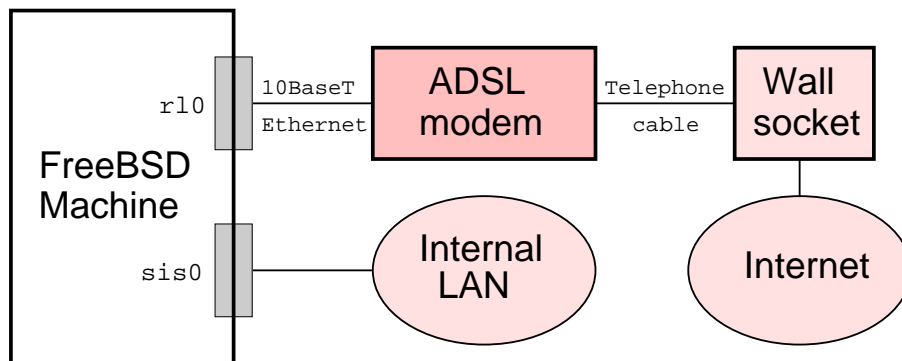 rl0
10BaseT
Ethernet
ADSL
modem
Telephone
cable
Wall
socket
FreeBSD
Machine
sis0
Internal
LAN
Internet